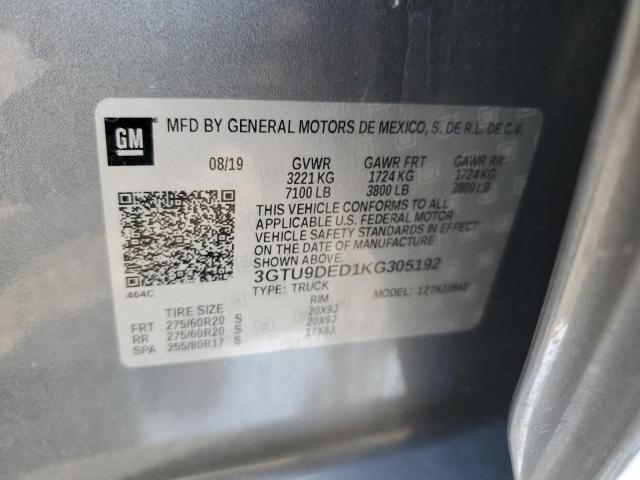 GM
MFD BY GENERAL MOTORS DE MEXICO, S. DE R.L. DE C.V.
08/19 GVWR GAWR FRT GAWR RR
3221 KG 1724 KG 1724 KG
7100 LB 3800 LB 3800 LB
THIS VEHICLE CONFORMS TO ALL
APPLICABLE U.S. FEDERAL MOTOR
VEHICLE SAFETY STANDARDS IN EFFECT
ON THE DATE OF MANUFACTURE
SHOWN ABOVE.
3GTU9DED1KG305192
464C
TYPE: TRUCK MODEL:
TIRE SIZE RIM
FRT 275/60R20 S 20X9J
RR 275/60R20 S 20X9J
SPA 255/80R17 S 17X8J